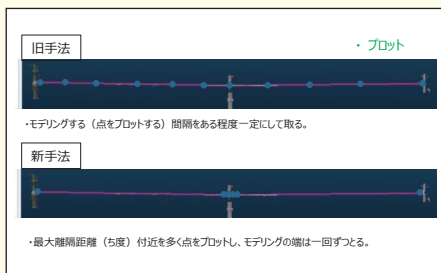 旧手法
・ プロット
・モデリングする（点をプロットする）間隔をある程度一定にして取る。
新手法
・最大離隔距離（ち度）付近を多く点をプロットし、モデリングの端は一回ずつとる。